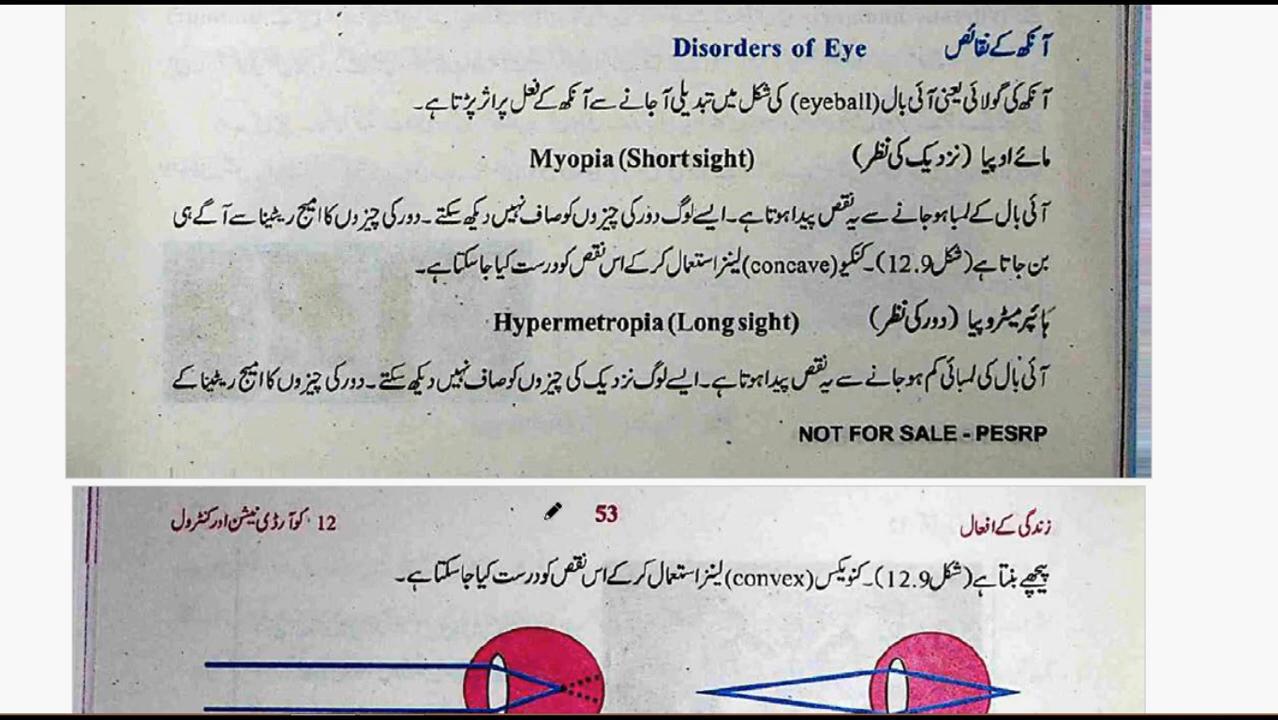 آنکھ کے نقائص Disorders of Eye
آنکھ کی گولائی یعنی آئی بال (eyeball) کی شکل میں تبدیلی آ جانے سے آنکھ کے فعل پر اثر پڑتا ہے۔
مائے اوپیا (نزدیک کی نظر) Myopia (Short sight)
آئی بال کے لمبا ہو جانے سے یہ نقص پیدا ہوتا ہے۔ ایسے لوگ دور کی چیزوں کو صاف نہیں دیکھ سکتے۔ دور کی چیزوں کا امیج ریٹینا سے آگے ہی
بن جاتا ہے (شکل 12.9)۔ کنکیو (concave) لینز استعمال کر کے اس نقص کو درست کیا جا سکتا ہے۔
ہائپر میٹروپیا (دور کی نظر) Hypermetropia (Long sight)
آئی بال کی لمبائی کم ہو جانے سے یہ نقص پیدا ہوتا ہے۔ ایسے لوگ نزدیک کی چیزوں کو صاف نہیں دیکھ سکتے۔ دور کی چیزوں کا امیج ریٹینا کے
NOT FOR SALE - PESRP
زندگی کے افعال 53 12 کوآرڈی نیشن اور کنٹرول
پیچھے بنتا ہے (شکل 12.9)۔ کنویکس (convex) لینز استعمال کر کے اس نقص کو درست کیا جا سکتا ہے۔